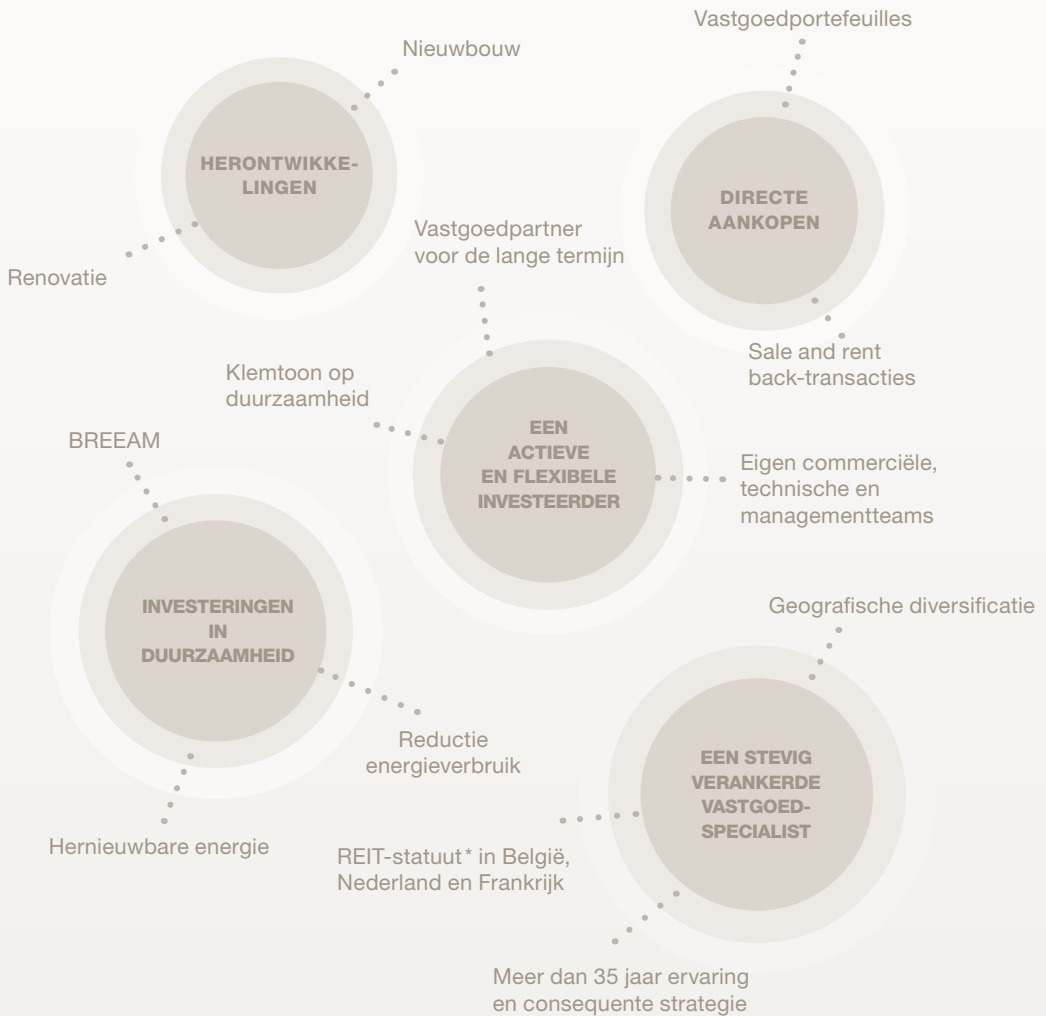 Vastgoedportefeuilles
Nieuwbouw
HERONTWIKKE-
LINGEN
Renovatie
DIRECTE
AANKOPEN
Sale and rent
back-transacties
Vastgoedpartner
voor de lange termijn
Klemtoon op
duurzaamheid
EEN
ACTIEVE
EN FLEXIBELE
INVESTEERDER
Eigen commerciële,
technische en
managementteams
BREEAM
INVESTERINGEN
IN
DUURZAAMHEID
Reductie
energieverbruik
Hernieuwbare energie
Geografische diversificatie
EEN STEVIG
VERANKERDE
VASTGOED-
SPECIALIST
REIT-statuut* in België,
Nederland en Frankrijk
Meer dan 35 jaar ervaring
en consequente strategie